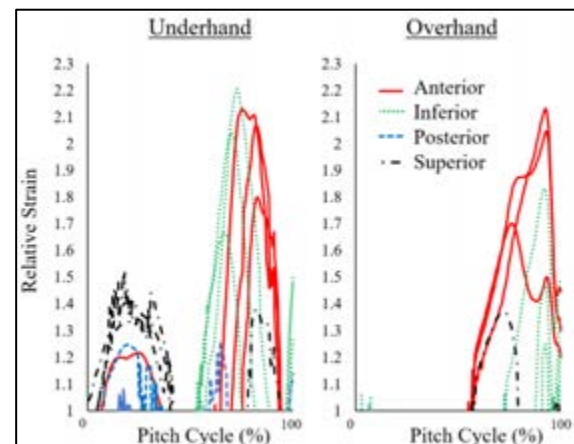 Underhand Overhand
2.3 2.3
2.2 2.2
2.1 2.1
2 2
1.9 1.9
1.8 1.8
1.7 1.7
1.6 1.6
1.5 1.5
1.4 1.4
1.3 1.3
1.2 1.2
1.1 1.1
1 1
Relative Strain
Anterior
Inferior
Posterior
Superior
0 100 0 100
Pitch Cycle (%) Pitch Cycle (%)